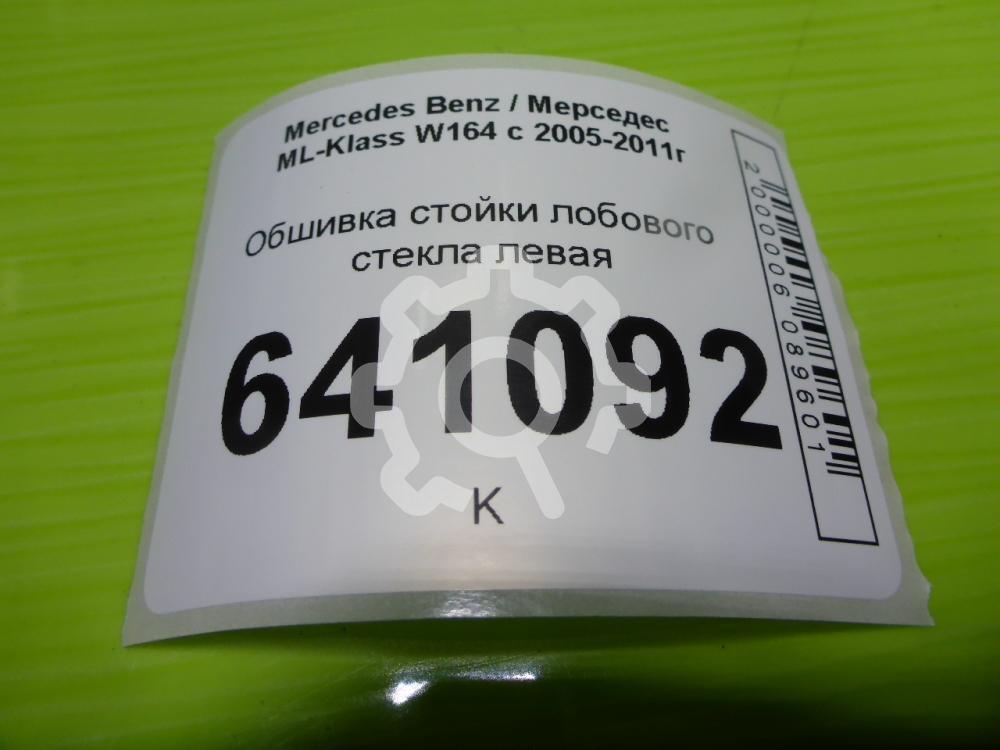 Mercedes Benz / Мерседес
ML-Klass W164 с 2005-2011г
Обшивка стойки лобового
стекла левая
641092
К
2000006089601